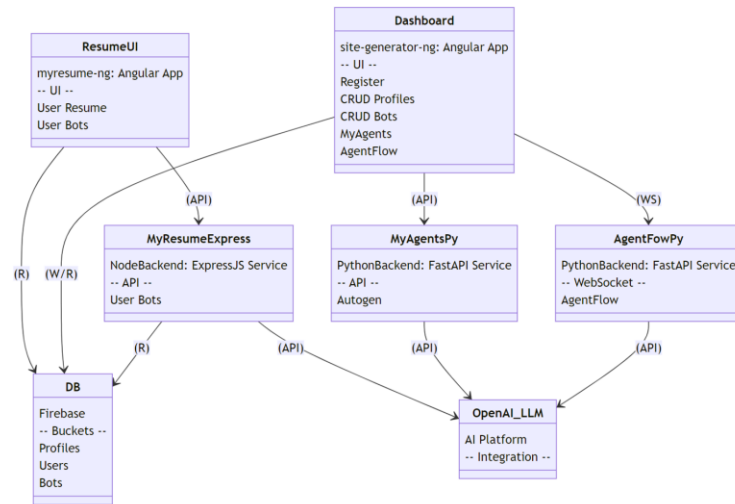 Dashboard
site-generator-ng: Angular App
-- UI --
Register
CRUD Profiles
CRUD Bots
MyAgents
AgentFlow
ResumeUI
myresume-ng: Angular App
-- UI --
User Resume
User Bots
(API)
(API)
(WS)
(R)
(W/R)
MyResumeExpress
NodeBackend: ExpressJS Service
-- API --
User Bots
MyAgentsPy
PythonBackend: FastAPI Service
-- API --
Autogen
AgentFowPy
PythonBackend: FastAPI Service
-- WebSocket --
AgentFlow
(R)
(API)
(API)
(API)
DB
Firebase
-- Buckets --
Profiles
Users
Bots
OpenAI_LLM
AI Platform
-- Integration --